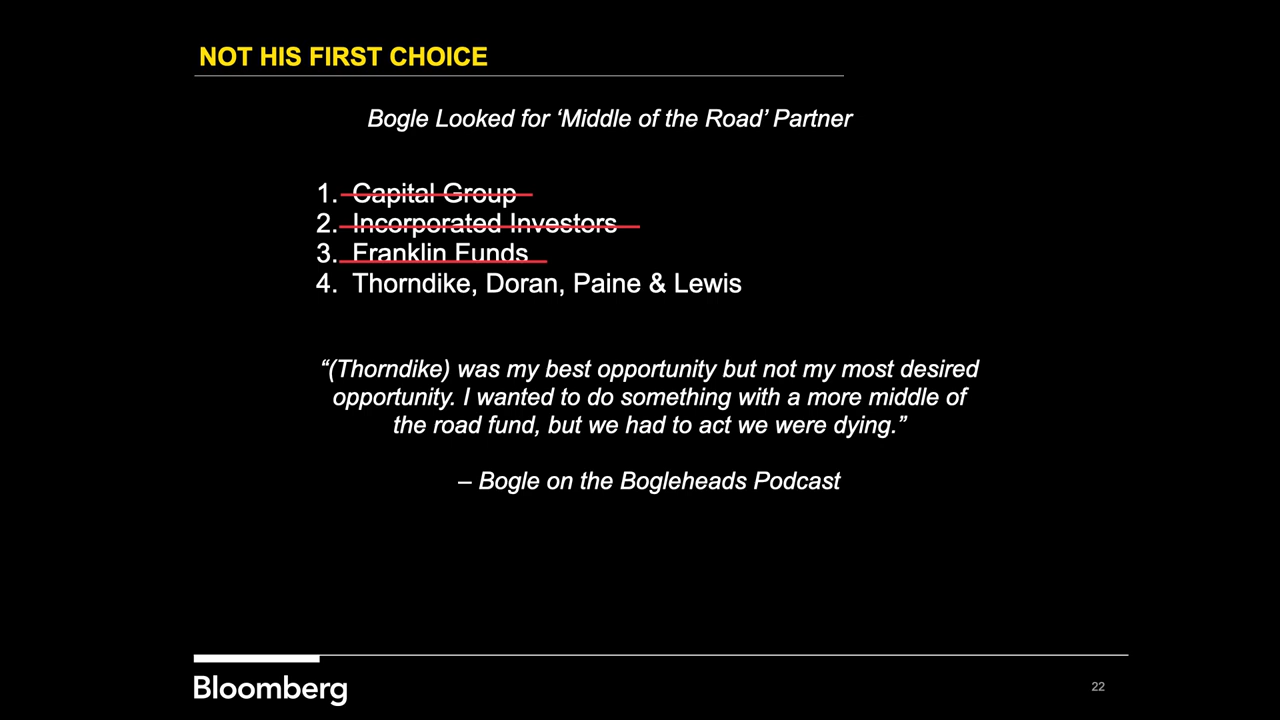 NOT HIS FIRST CHOICE
Bogle Looked for ‘Middle of the Road’ Partner
1. Capital Group
2. Incorporated Investors
3. Franklin Funds
4. Thorndike, Doran, Paine & Lewis
“(Thorndike) was my best opportunity but not my most desired
opportunity. I wanted to do something with a more middle of
the road fund, but we had to act we were dying.”
– Bogle on the Bogleheads Podcast
Bloomberg
22